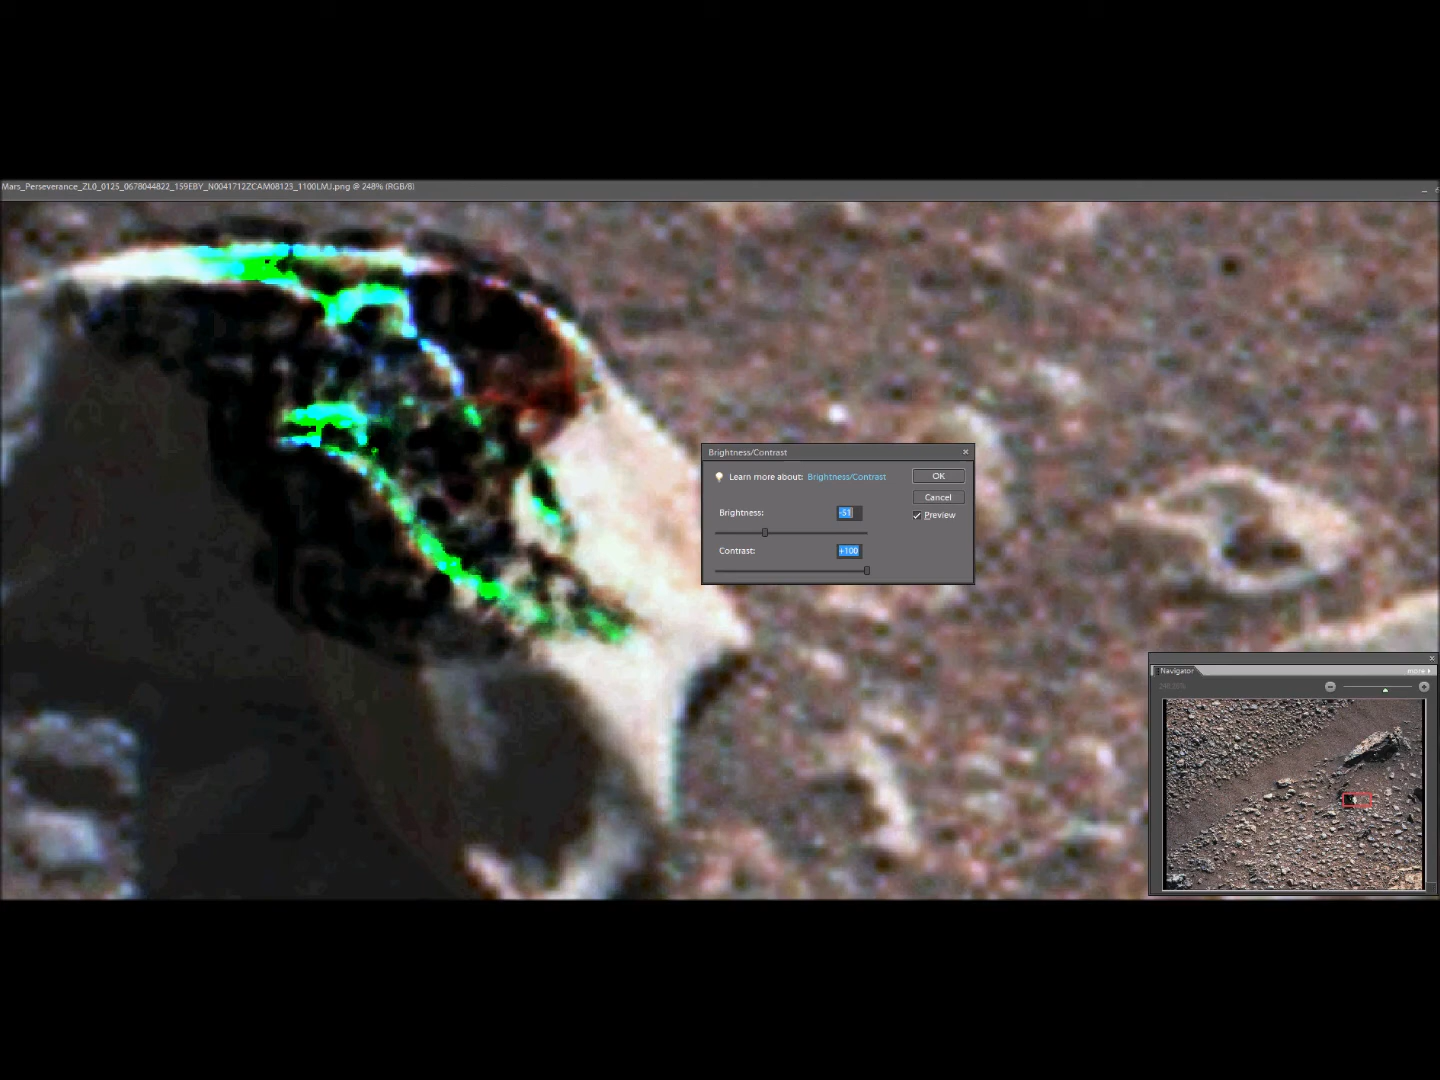 Mars_Perseverance_ZL0_0125_0678044822_159EBY_N0041712ZCAM08123_1100LMJ.png @ 248% (RGB/8)
Brightness/Contrast
Learn more about: Brightness/Contrast
OK
Cancel
Brightness: -51
Preview
Contrast: +100
Navigator
more